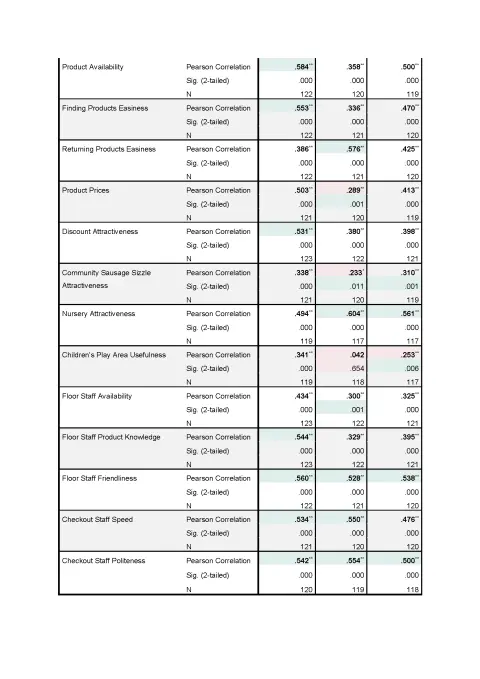 Product Availability Pearson Correlation .584** .358** .500**
Sig. (2-tailed) .000 .000 .000
N 122 120 119
Finding Products Easiness Pearson Correlation .553** .336** .470**
Sig. (2-tailed) .000 .000 .000
N 122 121 120
Returning Products Easiness Pearson Correlation .386** .576** .425**
Sig. (2-tailed) .000 .000 .000
N 122 121 120
Product Prices Pearson Correlation .503** .289** .413**
Sig. (2-tailed) .000 .001 .000
N 121 120 119
Discount Attractiveness Pearson Correlation .531** .380** .398**
Sig. (2-tailed) .000 .000 .000
N 123 122 121
Community Sausage Sizzle Pearson Correlation .338** .233* .310**
Attractiveness Sig. (2-tailed) .000 .011 .001
N 121 120 119
Nursery Attractiveness Pearson Correlation .494** .604** .561**
Sig. (2-tailed) .000 .000 .000
N 119 117 117
Children's Play Area Usefulness Pearson Correlation .341** .042 .253**
Sig. (2-tailed) .000 .654 .006
N 119 118 117
Floor Staff Availability Pearson Correlation .434** .300** .325**
Sig. (2-tailed) .000 .001 .000
N 123 122 121
Floor Staff Product Knowledge Pearson Correlation .544** .329** .395**
Sig. (2-tailed) .000 .000 .000
N 123 122 121
Floor Staff Friendliness Pearson Correlation .560** .528** .538**
Sig. (2-tailed) .000 .000 .000
N 122 121 120
Checkout Staff Speed Pearson Correlation .534** .550** .476**
Sig. (2-tailed) .000 .000 .000
N 121 120 120
Checkout Staff Politeness Pearson Correlation .542** .554** .500**
Sig. (2-tailed) .000 .000 .000
N 120 119 118